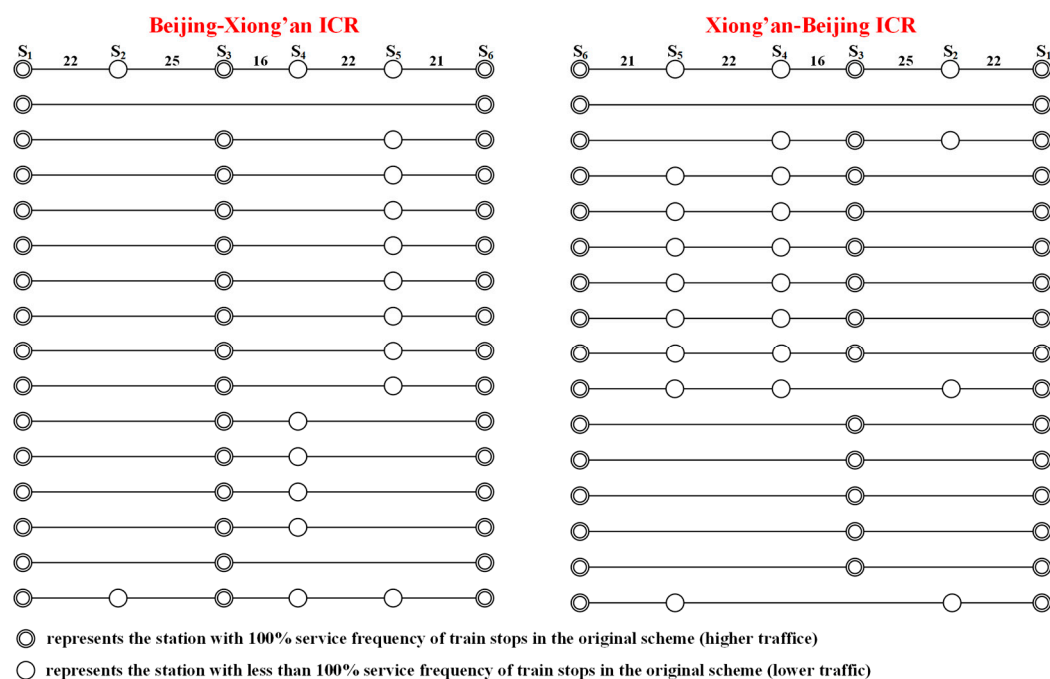 Beijing-Xiong'an ICR
Xiong'an-Beijing ICR
S1 S2 S3 S4 S5 S6
22 25 16 22 21
S6 S5 S4 S3 S2 S1
21 22 16 25 22
represents the station with 100% service frequency of train stops in the original scheme (higher traffice)
represents the station with less than 100% service frequency of train stops in the original scheme (lower traffic)